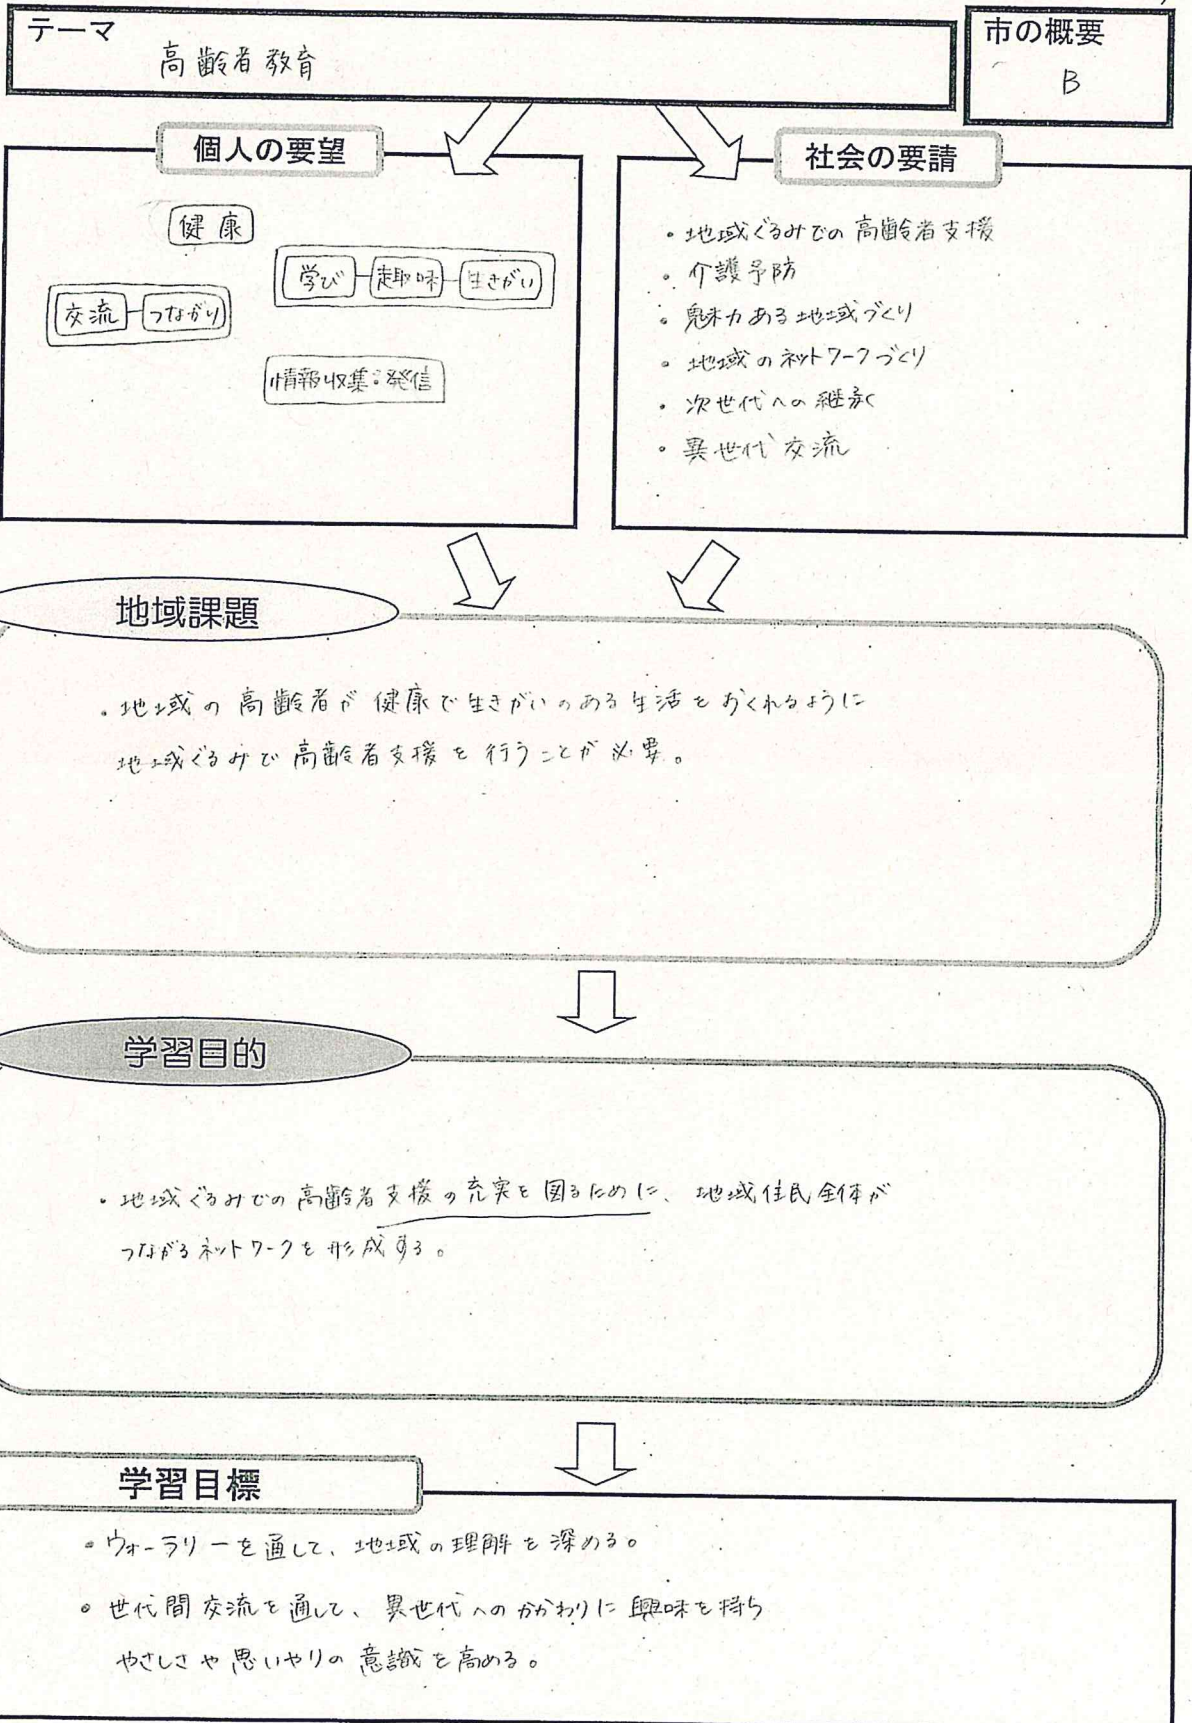 テーマ
高齢者教育
市の概要
B
個人の要望
健康
学び 趣味 生きがい
交流 つながり
情報収集・発信
社会の要請
・地域ぐるみでの高齢者支援
・介護予防
・魅力ある地域づくり
・地域のネットワークづくり
・次世代への継承
・異世代交流
地域課題
・地域の高齢者が健康で生きがいのある生活をおくれるように
地域ぐるみで高齢者支援を行うことが必要。
学習目的
・地域ぐるみでの高齢者支援の充実を図るために、地域住民全体が
つながるネットワークを形成する。
学習目標
・ウォーラリーを通して、地域の理解を深める。
・世代間交流を通して、異世代へのかかわりに興味を持ち
やさしさや思いやりの意識を高める。